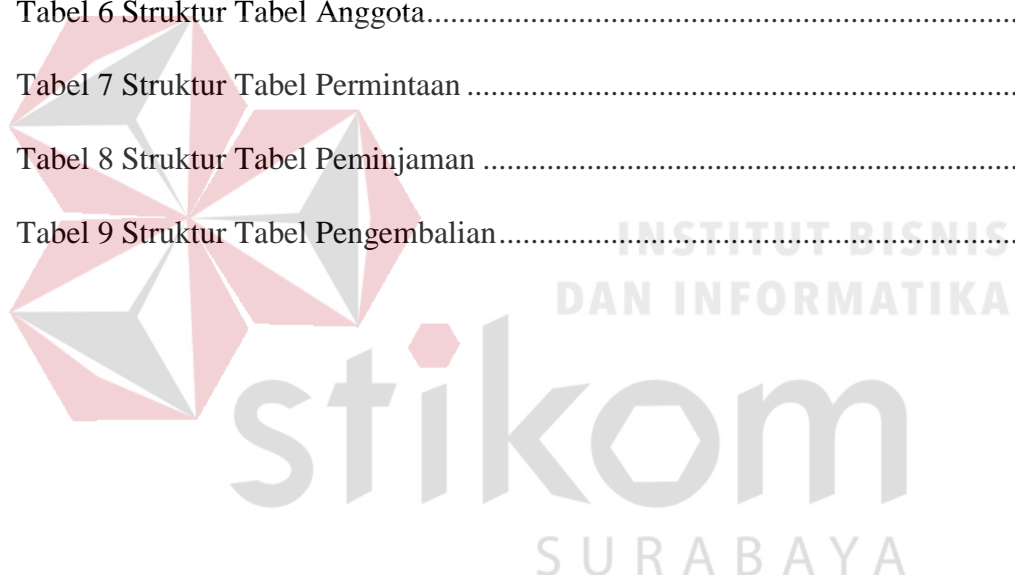 Tabel 6 Struktur Tabel Anggota........................................................................
Tabel 7 Struktur Tabel Permintaan ..................................................................
Tabel 8 Struktur Tabel Peminjaman ................................................................
Tabel 9 Struktur Tabel Pengembalian..............................................................
INSTITUT BISNIS
DAN INFORMATIKA
stikom
SURABAYA